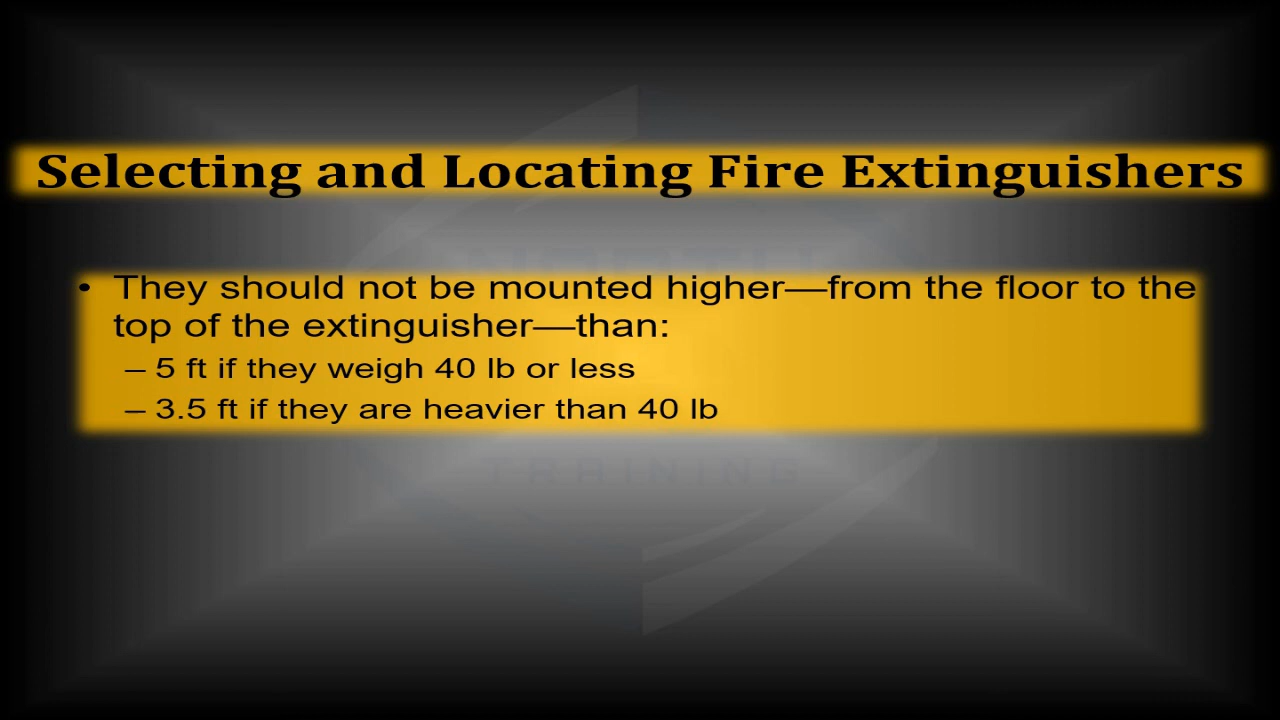 Selecting and Locating Fire Extinguishers
• They should not be mounted higher—from the floor to the
top of the extinguisher—than:
– 5 ft if they weigh 40 lb or less
– 3.5 ft if they are heavier than 40 lb
TRAINING